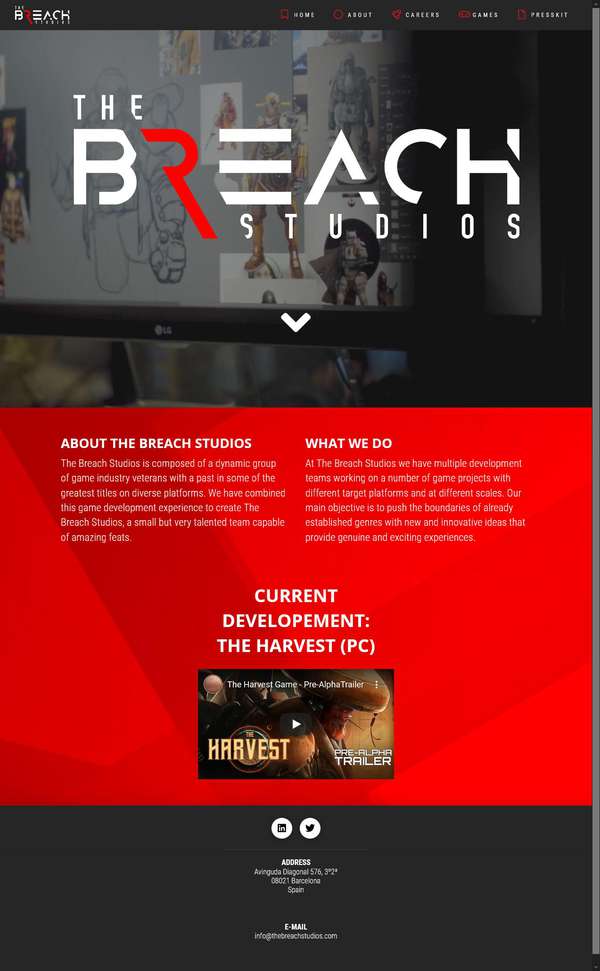 THE
BREACH
STUDIOS
HOME
ABOUT
CAREERS
GAMES
PRESSKIT
THE
BREACH
STUDIOS
LG
ABOUT THE BREACH STUDIOS
The Breach Studios is composed of a dynamic group
of game industry veterans with a past in some of the
greatest titles on diverse platforms. We have combined
this game development experience to create The
Breach Studios, a small but very talented team capable
of amazing feats.
WHAT WE DO
At The Breach Studios we have multiple development
teams working on a number of game projects with
different target platforms and at different scales. Our
main objective is to push the boundaries of already
established genres with new and innovative ideas that
provide genuine and exciting experiences.
CURRENT
DEVELOPEMENT:
THE HARVEST (PC)
The Harvest Game - Pre-AlphaTrailer
THE
HARVEST
PRE-ALPHA
TRAILER
ADDRESS
Avinguda Diagonal 576, 3º2ª
08021 Barcelona
Spain
E-MAIL
info@thebreachstudios.com